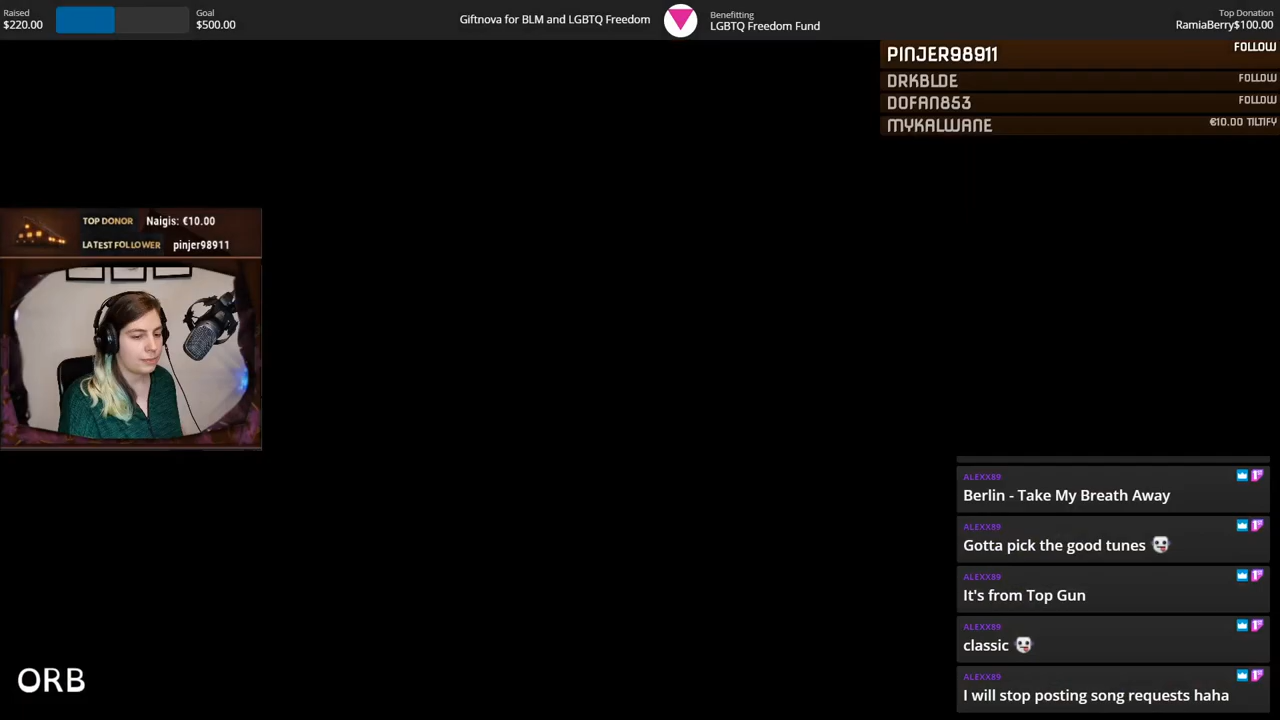 Raised
$220.00
Goal
$500.00
Giftnova for BLM and LGBTQ Freedom
Benefitting
LGBTQ Freedom Fund
Top Donation
RamiaBerry$100.00
PINJER98911 FOLLOW
DRKBLDE FOLLOW
DOFAN853 FOLLOW
MYKALWANE €10.00 TILTIFY
TOP DONOR Naigis: €10.00
LATEST FOLLOWER pinjer98911
ALEXX89
Berlin - Take My Breath Away
ALEXX89
Gotta pick the good tunes
ALEXX89
It's from Top Gun
ALEXX89
classic
ALEXX89
I will stop posting song requests haha
ORB